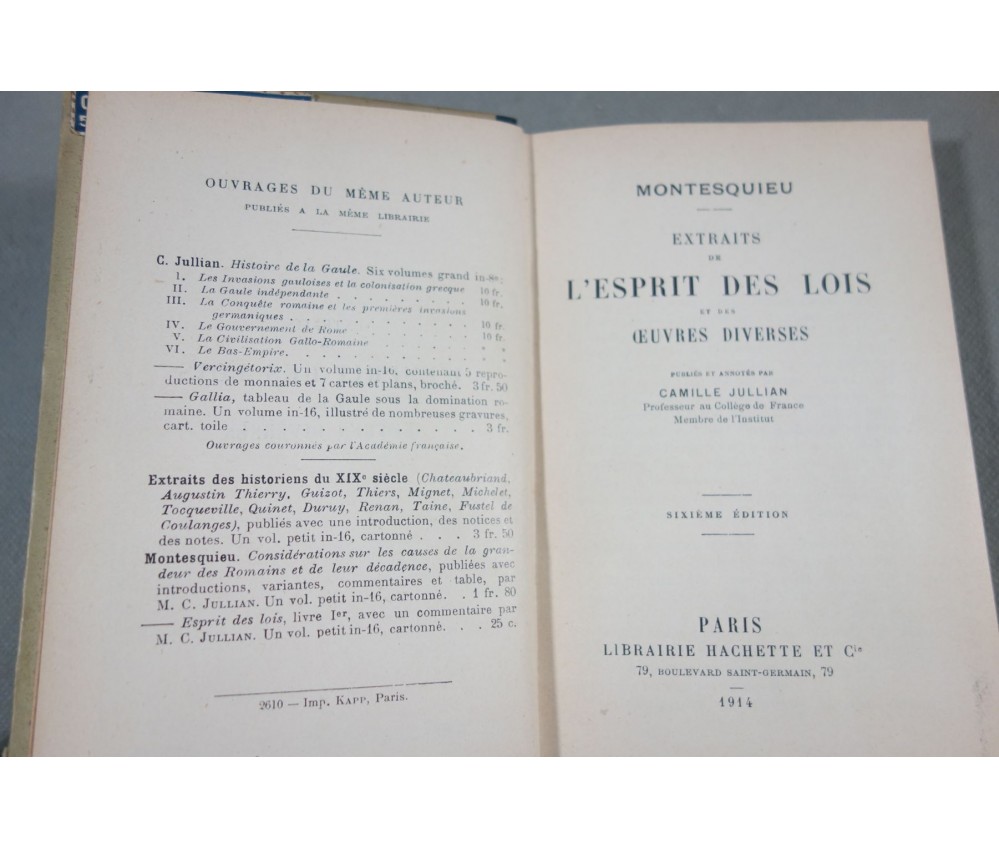 OUVRAGES DU MÊME AUTEUR
PUBLIÉS A LA MÊME LIBRAIRIE
C. Jullian. Histoire de la Gaule. Six volumes grand in-8º :
I. Les Invasions gauloises et la colonisation grecque 10 fr.
II. La Gaule indépendante . . . . . . . . 10 fr.
III. La Conquête romaine et les premières invasions
germaniques . . . . . . . . . . 10 fr.
IV. Le Gouvernement de Rome . . . . . . . 10 fr.
V. La Civilisation Gallo-Romaine . . . . . . » »
VI. Le Bas-Empire. . . . . . . . . . » »
— Vercingétorix. Un volume in-16, contenant 5 repro-
ductions de monnaies et 7 cartes et plans, broché. 3 fr. 50
— Gallia, tableau de la Gaule sous la domination ro-
maine. Un volume in-16, illustré de nombreuses gravures,
cart. toile . . . . . . . . . . . 3 fr.
Ouvrages couronnés par l'Académie française.
Extraits des historiens du XIXe siècle (Chateaubriand,
Augustin Thierry, Guizot, Thiers, Mignet, Michelet,
Tocqueville, Quinet, Duruy, Renan, Taine, Fustel de
Coulanges), publiés avec une introduction, des notices et
des notes. Un vol. petit in-16, cartonné . . . 3 fr. 50
Montesquieu. Considérations sur les causes de la gran-
deur des Romains et de leur décadence, publiées avec
introductions, variantes, commentaires et table, par
M. C. JULLIAN. Un vol. petit in-16, cartonné. . 1 fr. 80
— Esprit des lois, livre Ier, avec un commentaire par
M. C. JULLIAN. Un vol. petit in-16, cartonné. . . 25 c.
2610 — Imp. KAPP, Paris.
MONTESQUIEU
EXTRAITS
DE
L'ESPRIT DES LOIS
ET DES
ŒUVRES DIVERSES
PUBLIÉS ET ANNOTÉS PAR
CAMILLE JULLIAN
Professeur au Collège de France
Membre de l'Institut
SIXIÈME ÉDITION
PARIS
LIBRAIRIE HACHETTE ET Cie
79, BOULEVARD SAINT-GERMAIN, 79
1914